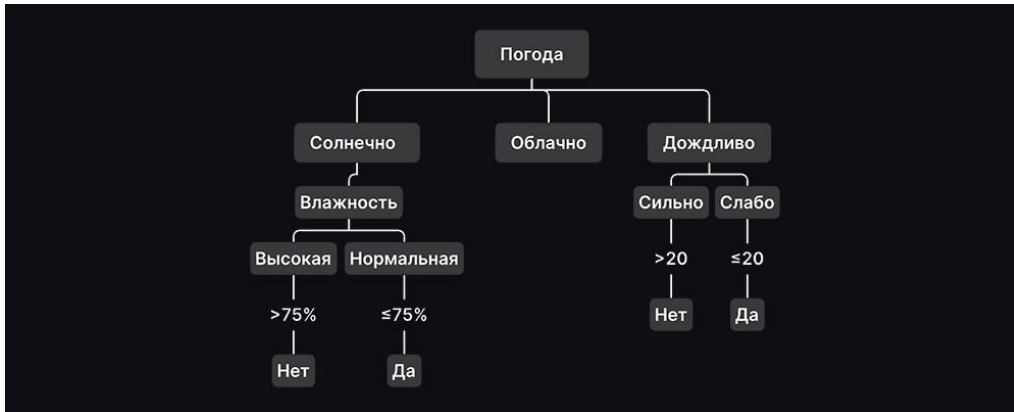 Погода
Солнечно Облачно Дождливо
Влажность Сильно Слабо
Высокая Нормальная >20 ≤20
>75% ≤75% Нет Да
Нет Да